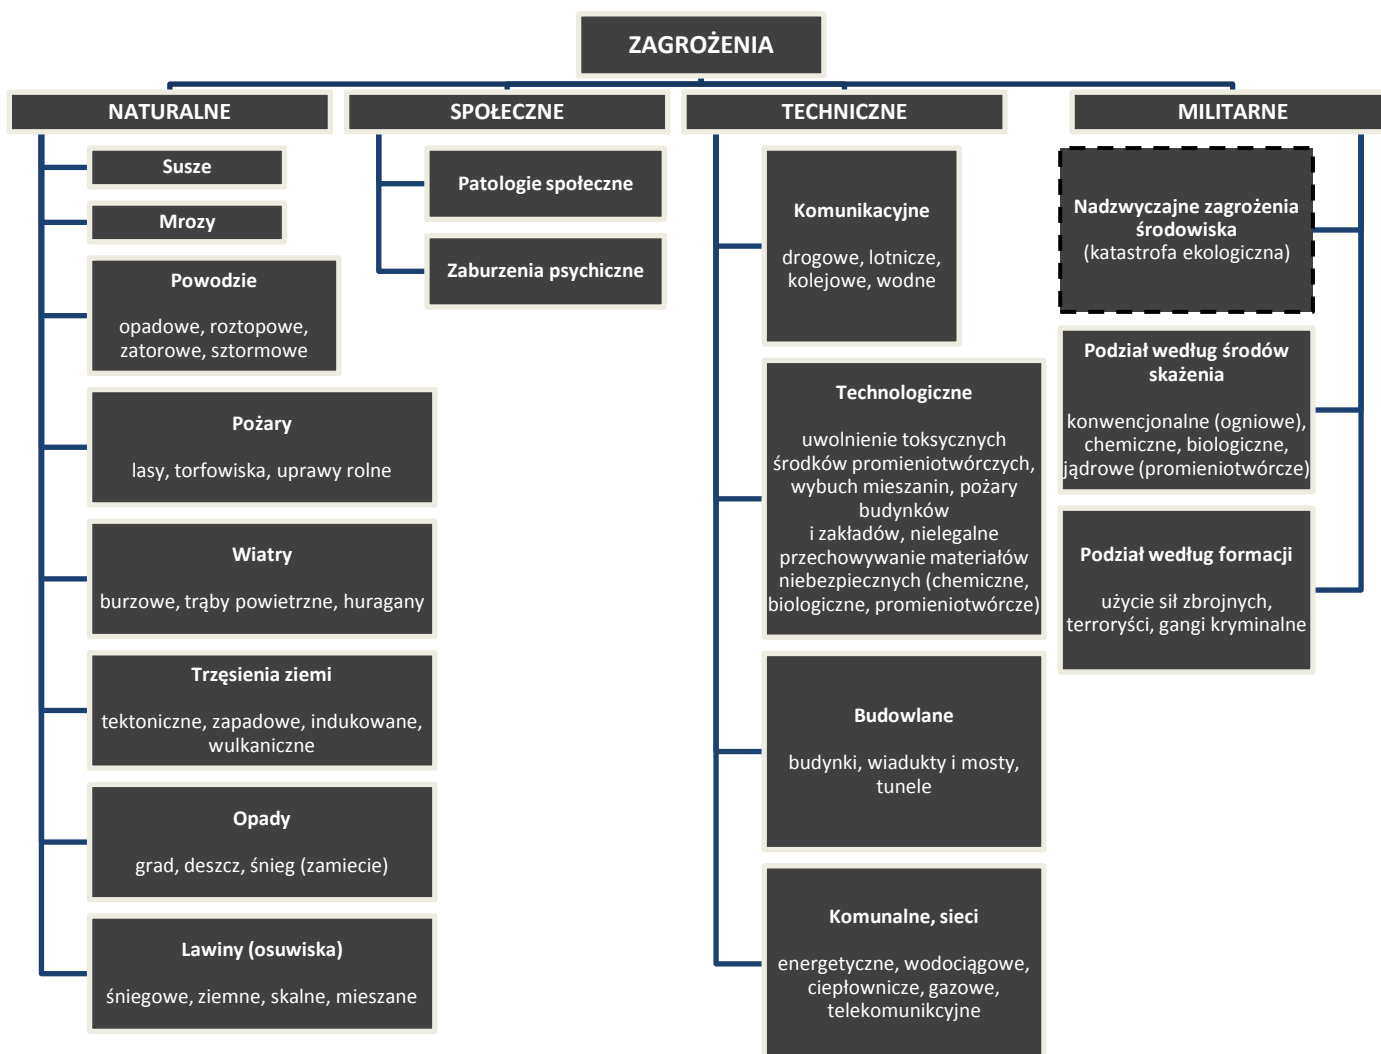 ZAGROŻENIA
NATURALNE
Susze
Mrozy
Powodzie
opadowe, roztopowe,
zatorowe, sztormowe
Pożary
lasy, torfowiska, uprawy rolne
Wiatry
burzowe, trąby powietrzne, huragany
Trzęsienia ziemi
tektoniczne, zapadowe, indukowane,
wulkaniczne
Opady
grad, deszcz, śnieg (zamiecie)
Lawiny (osuwiska)
śniegowe, ziemne, skalne, mieszane
SPOŁECZNE
Patologie społeczne
Zaburzenia psychiczne
TECHNICZNE
Komunikacyjne
drogowe, lotnicze,
kolejowe, wodne
Technologiczne
uwolnienie toksycznych
środków promieniotwórczych,
wybuch mieszanin, pożary
budynków
i zakładów, nielegalne
przechowywanie materiałów
niebezpiecznych (chemiczne,
biologiczne, promieniotwórcze)
Budowlane
budynki, wiadukty i mosty,
tunele
Komunalne, sieci
energetyczne, wodociągowe,
ciepłownicze, gazowe,
telekomunikcyjne
MILITARNE
Nadzwyczajne zagrożenia
środowiska
(katastrofa ekologiczna)
Podział według środów
skażenia
konwencjonalne (ogniowe),
chemiczne, biologiczne,
jądrowe (promieniotwórcze)
Podział według formacji
użycie sił zbrojnych,
terroryści, gangi kryminalne